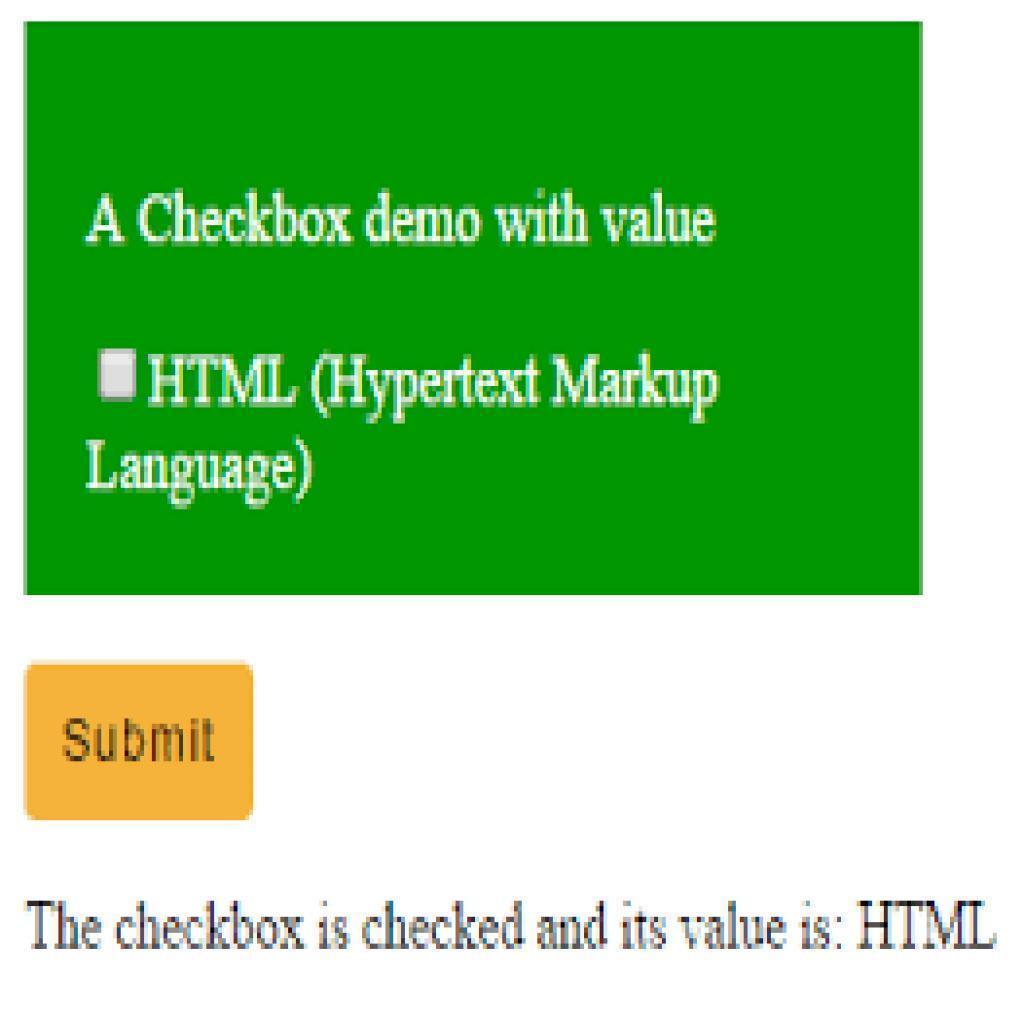 A Checkbox demo with value
HTML (Hypertext Markup
Language)
Submit
The checkbox is checked and its value is: HTML